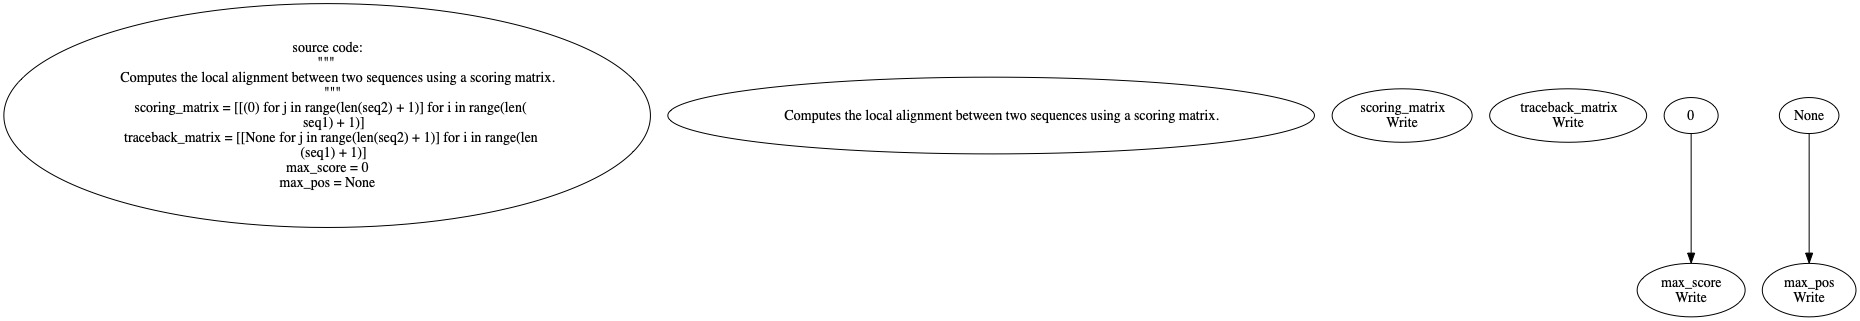 source code:
"""
Computes the local alignment between two sequences using a scoring matrix.
"""
scoring_matrix = [[(0) for j in range(len(seq2) + 1)] for i in range(len(
seq1) + 1)]
traceback_matrix = [[None for j in range(len(seq2) + 1)] for i in range(len
(seq1) + 1)]
max_score = 0
max_pos = None
Computes the local alignment between two sequences using a scoring matrix.
scoring_matrix
Write
traceback_matrix
Write
0
None
max_score
Write
max_pos
Write